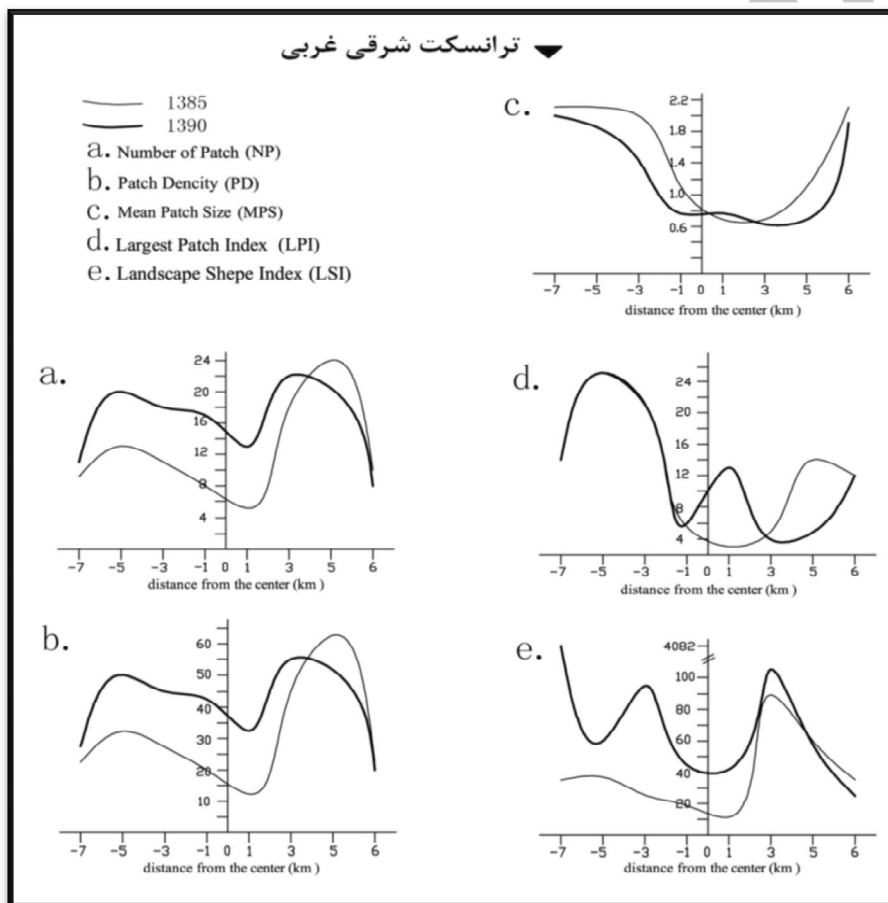 ترانسکت شرقی غربی
1385
1390
a. Number of Patch (NP)
b. Patch Dencity (PD)
c. Mean Patch Size (MPS)
d. Largest Patch Index (LPI)
e. Landscape Shepe Index (LSI)
c.
2.2
1.8
1.4
1.0
0.6
-7 -5 -3 -1 0 1 3 5 6
distance from the center (km)
a.
24
20
16
12
8
4
-7 -5 -3 -1 0 1 3 5 6
distance from the center (km)
d.
24
20
16
12
8
4
-7 -5 -3 -1 0 1 3 5 6
distance from the center (km)
b.
60
50
40
30
20
10
-7 -5 -3 -1 0 1 3 5 6
distance from the center (km)
e.
4082
100
80
60
40
20
-7 -5 -3 -1 0 1 3 5 6
distance from the center (km)